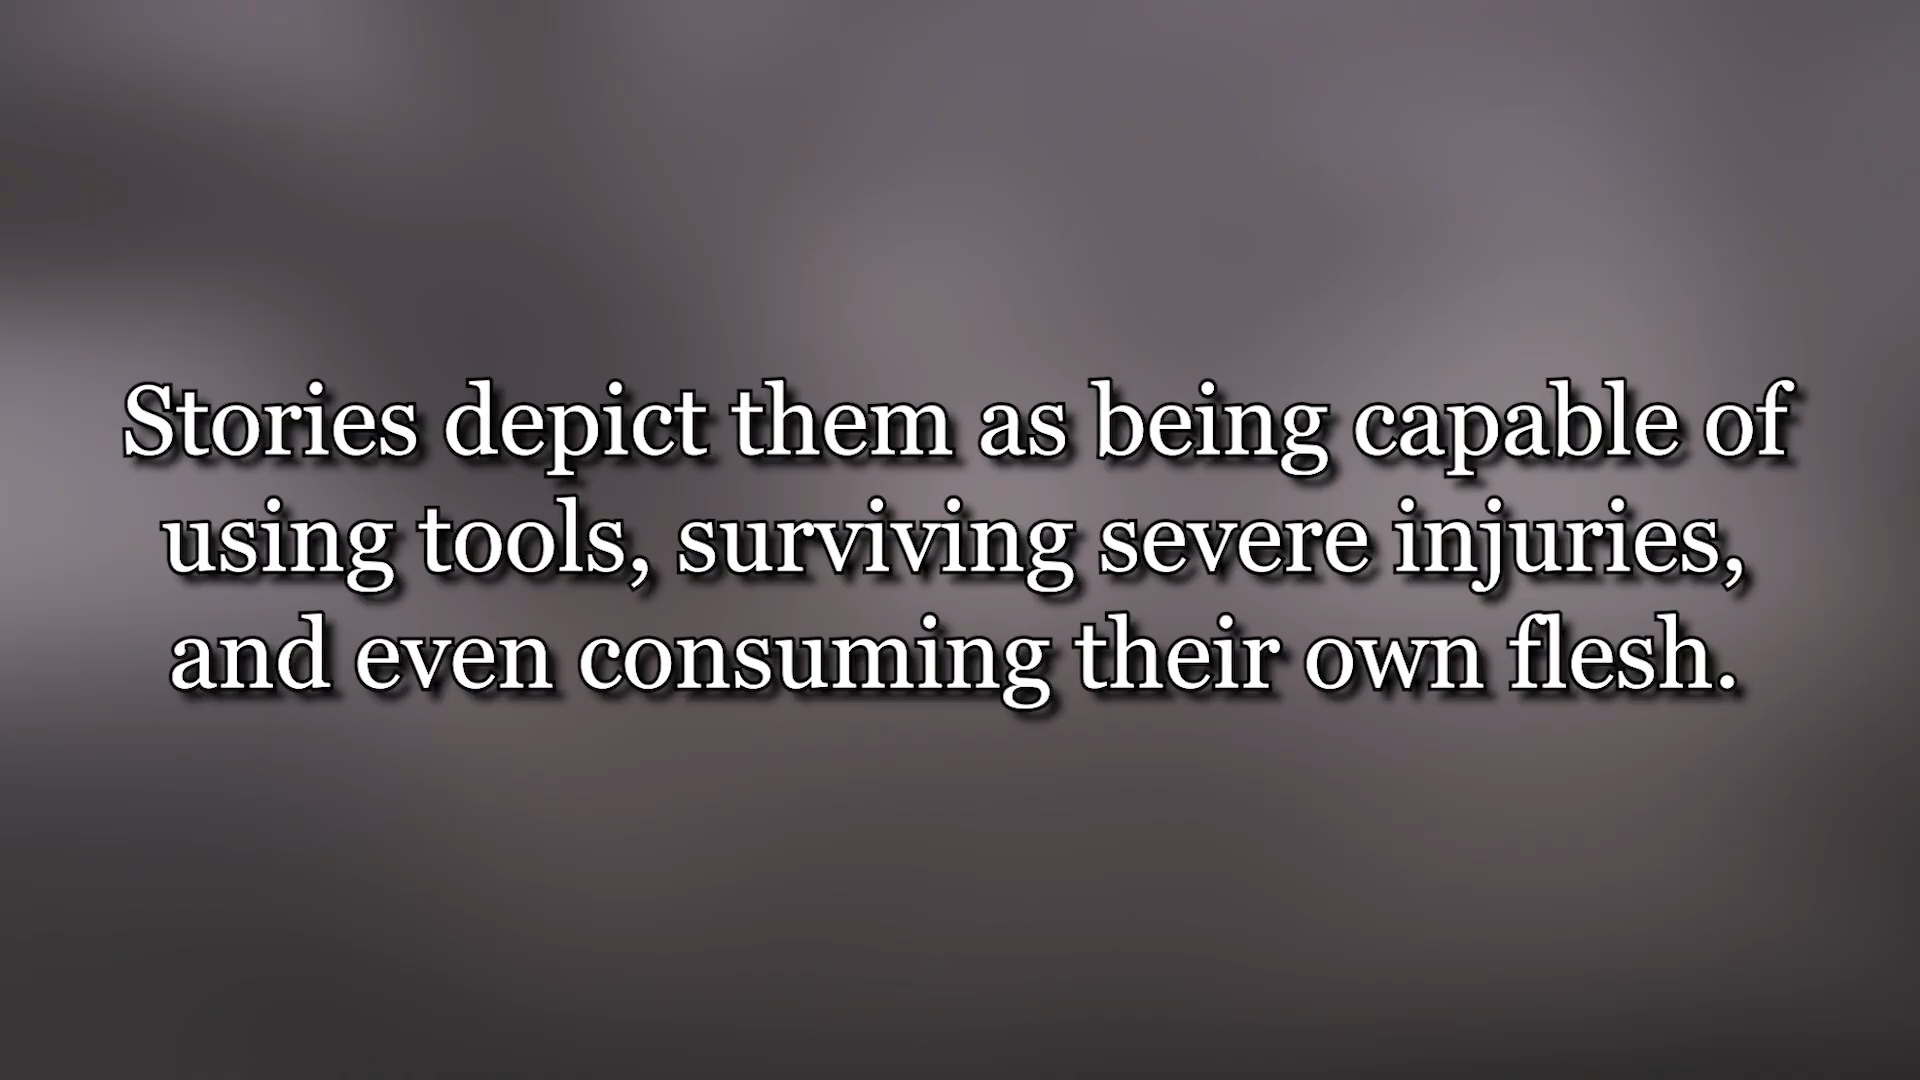 Stories depict them as being capable of
using tools, surviving severe injuries,
and even consuming their own flesh.